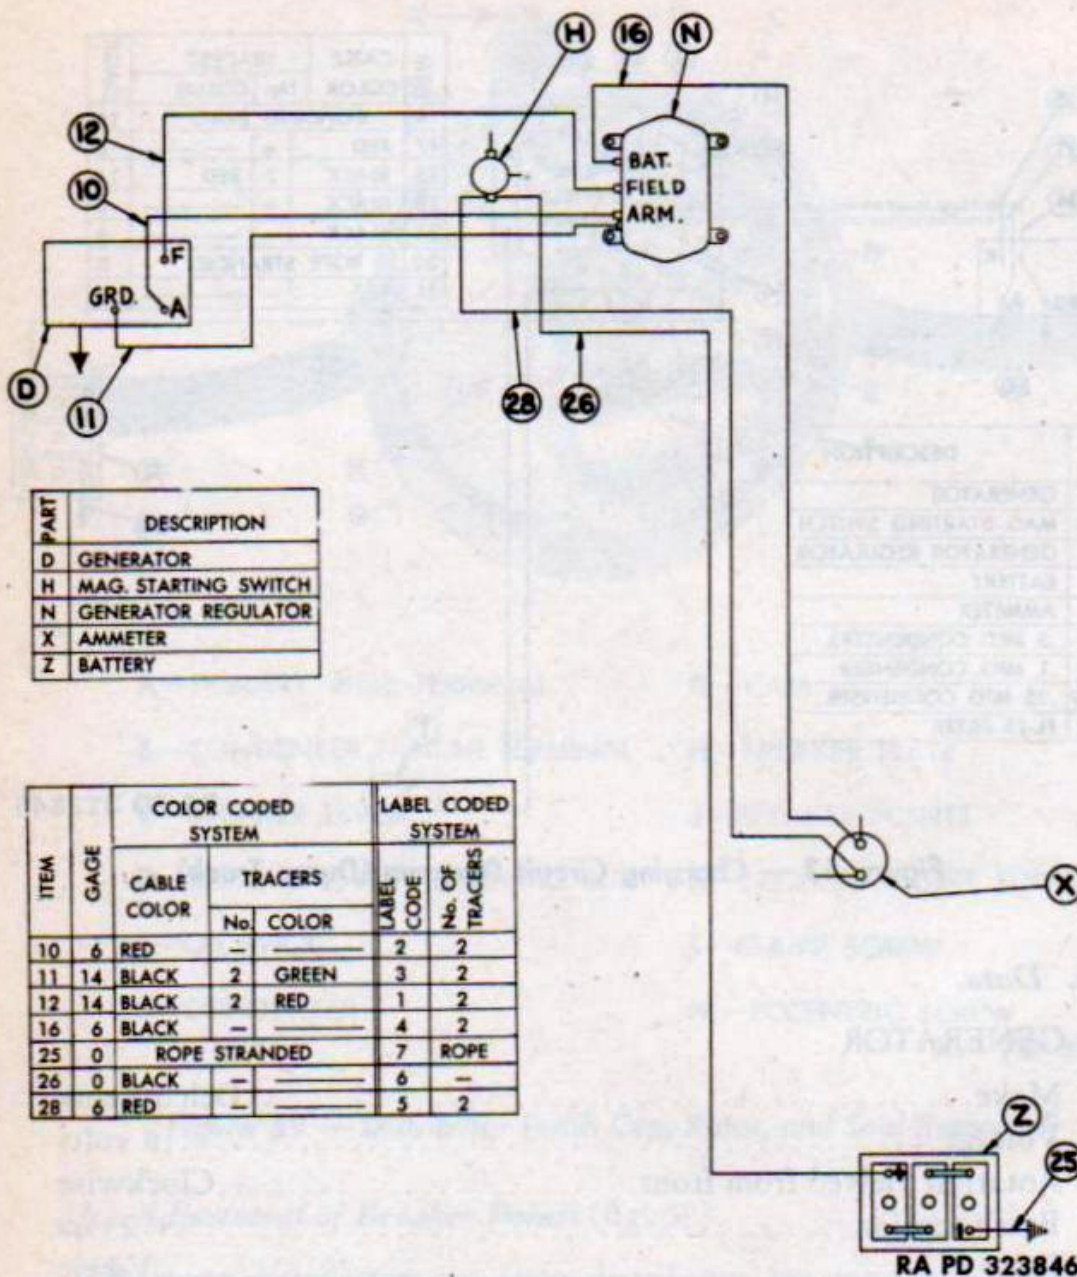 H 16 N
12
BAT.
FIELD
ARM.
10
F
GRD.
A
D
11
28 26
PART DESCRIPTION
D GENERATOR
H MAG. STARTING SWITCH
N GENERATOR REGULATOR
X AMMETER
Z BATTERY
ITEM GAGE COLOR CODED SYSTEM LABEL CODED SYSTEM
CABLE COLOR TRACERS LABEL CODE No. OF TRACERS
No. COLOR
10 6 RED — — 2 2
11 14 BLACK 2 GREEN 3 2
12 14 BLACK 2 RED 1 2
16 6 BLACK — — 4 2
25 0 ROPE STRANDED 7 ROPE
26 0 BLACK — — 6 —
28 6 RED — — 5 2
X
Z
25
+
RA PD 323846